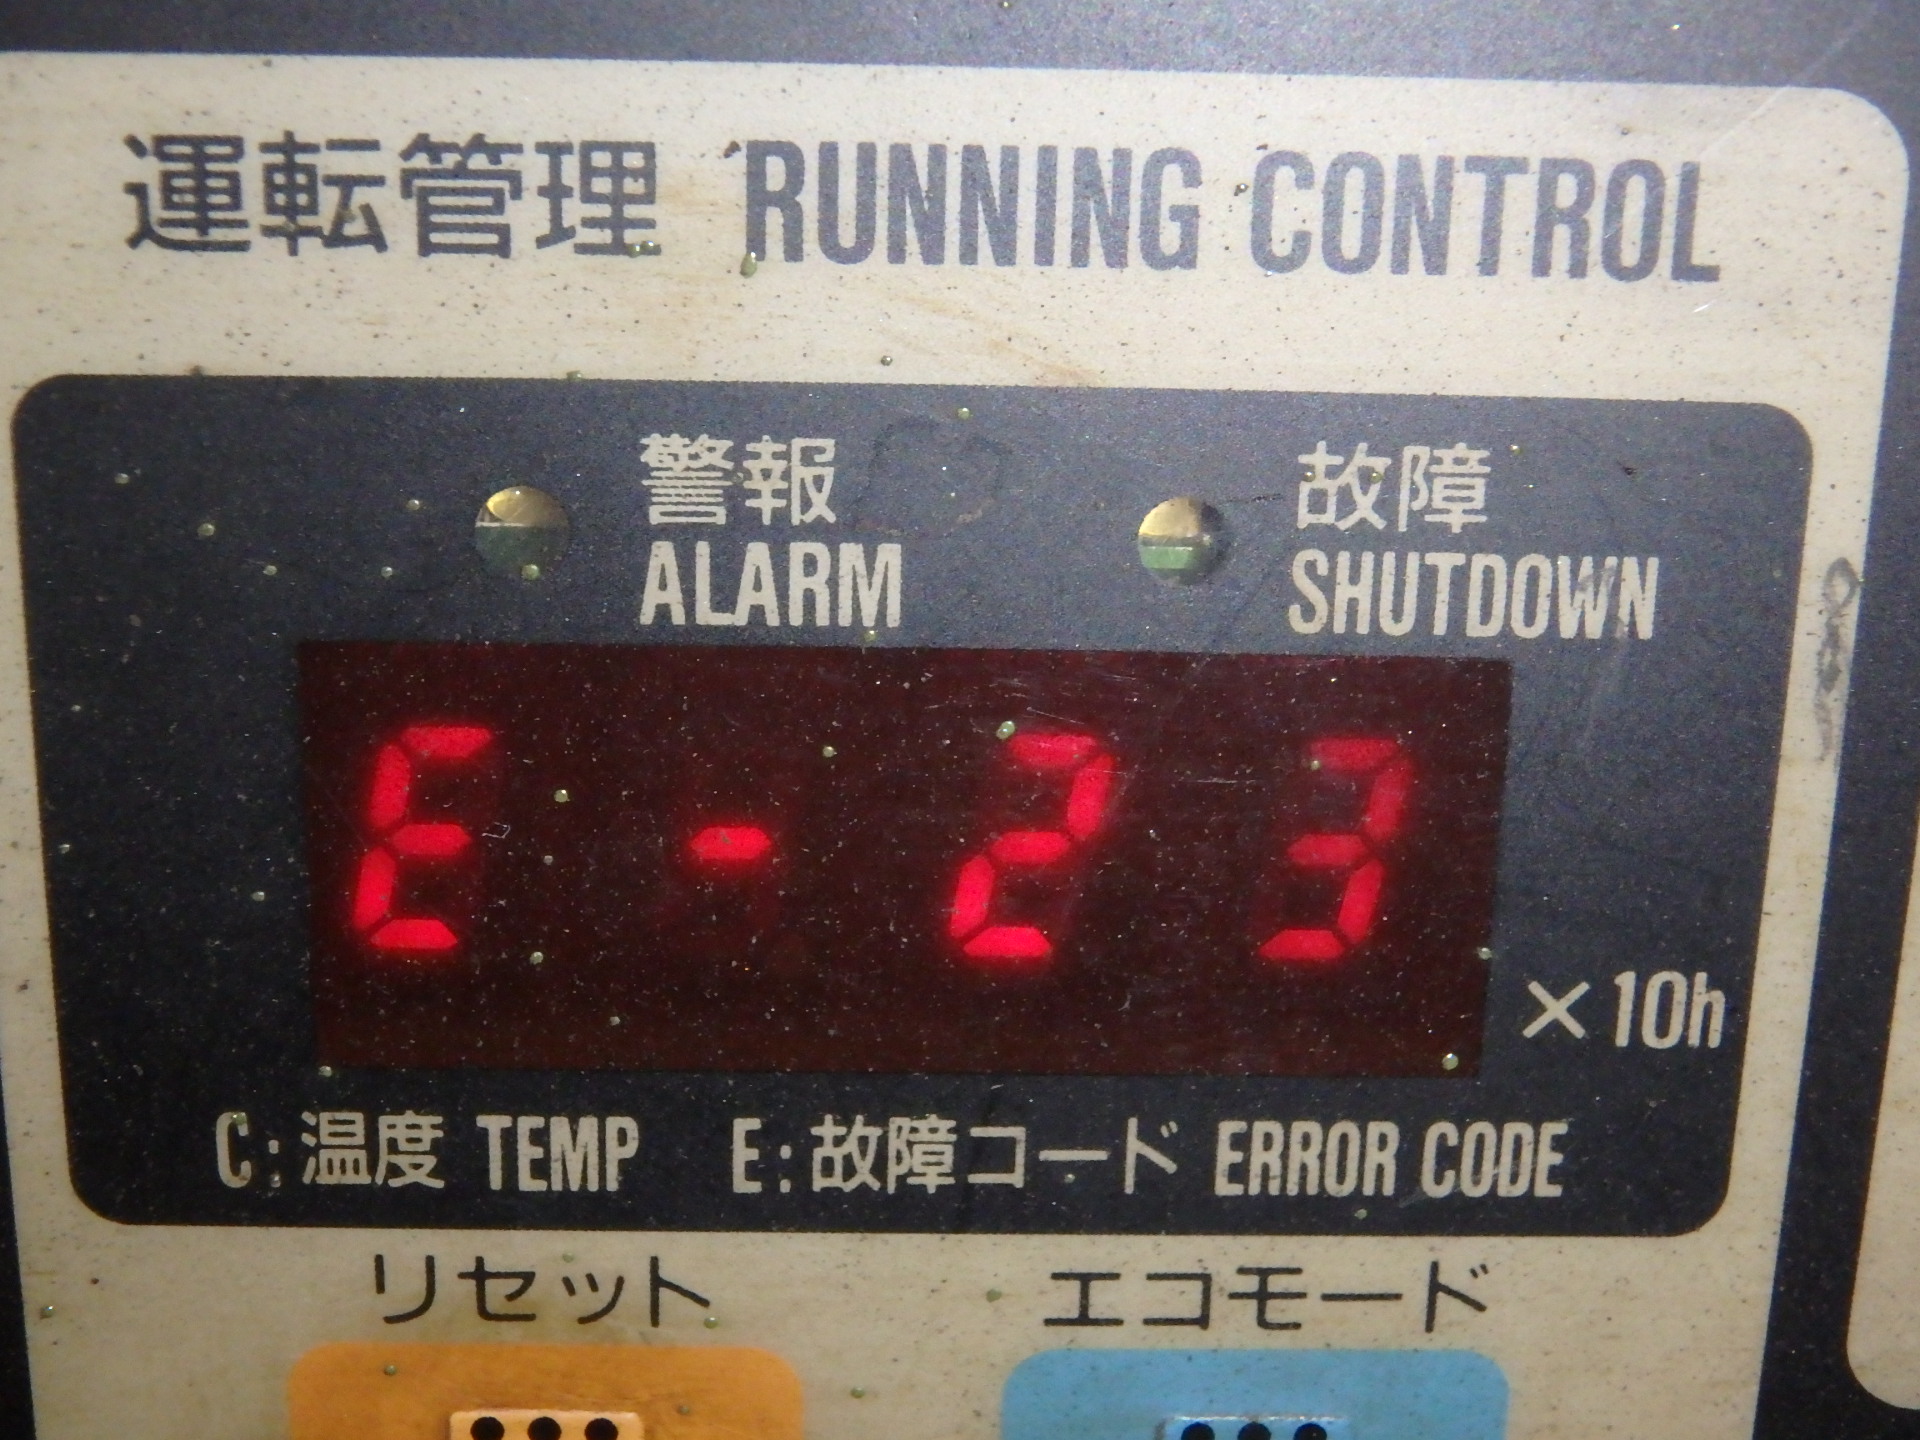 運転管理 RUNNING CONTROL
警報 故障
ALARM SHUTDOWN
E-23
×10h
C:温度 TEMP E:故障コード ERROR CODE
リセット エコモード